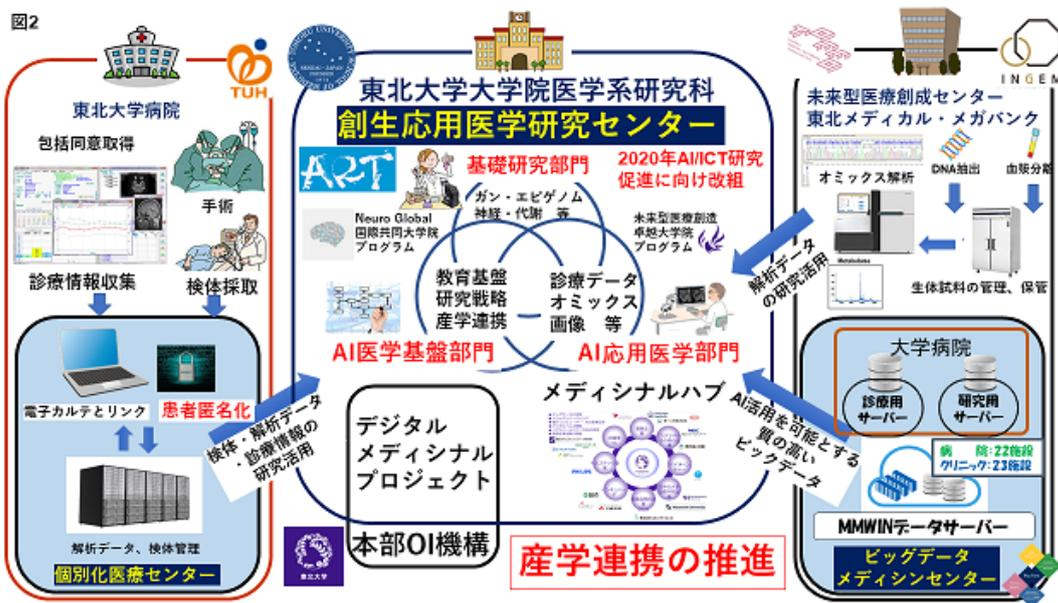 図2
東北大学病院
TUH
包括同意取得
手術
診療情報収集
検体採取
電子カルテとリンク
患者匿名化
解析データ、検体管理
個別化医療センター
検体・解析データ
・診療情報の
研究活用
東北大学大学院医学系研究科
創生応用医学研究センター
ART
基礎研究部門
2020年AI/ICT研究
促進に向け改組
ガン・エピゲノム
神経・代謝 等
Neuro Global
国際共同大学院
プログラム
未来型医療創造
卓越大学院
プログラム
教育基盤
研究戦略
産学連携
診療データ
オミックス
画像 等
AI医学基盤部門
AI応用医学部門
デジタル
メディシナル
プロジェクト
本部OI機構
東北大学
メディシナルハブ
産学連携の推進
解析データ
の研究活用
AI活用を可能とする
質の高い
ビックデータ
INGEM
未来型医療創成センター
東北メディカル・メガバンク
オミックス解析
DNA抽出
血漿分離
Metabolome
生体試料の管理、保管
大学病院
診療用
サーバー
研究用
サーバー
病 院:22施設
クリニック:23施設
MMWINデータサーバー
ビッグデータ
メディシンセンター